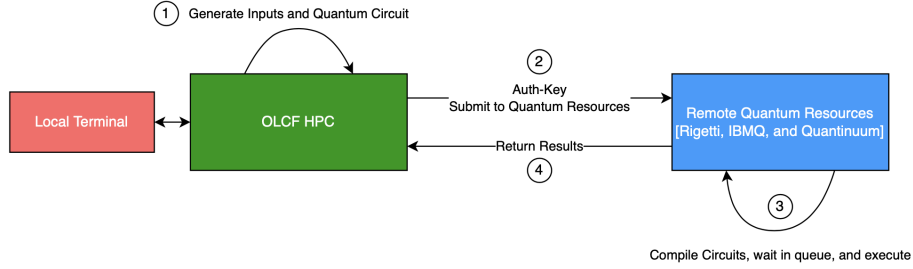 1
Generate Inputs and Quantum Circuit
2
Auth-Key
Submit to Quantum Resources
Local Terminal
OLCF HPC
Remote Quantum Resources
[Rigetti, IBMQ, and Quantinuum]
Return Results
4
3
Compile Circuits, wait in queue, and execute